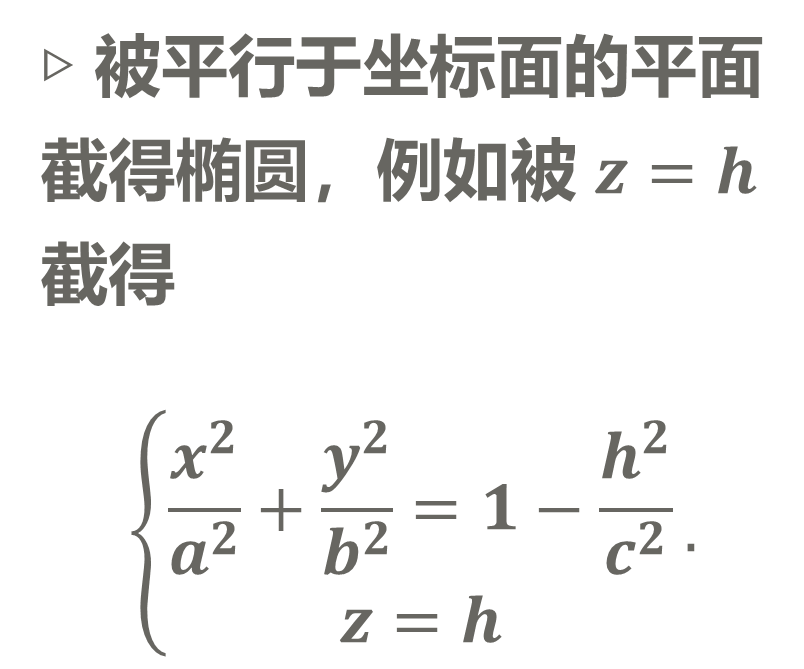 ▷ 被平行于坐标面的平面
截得椭圆，例如被 z = h
截得
{ x²/a² + y²/b² = 1 − h²/c² .
z = h